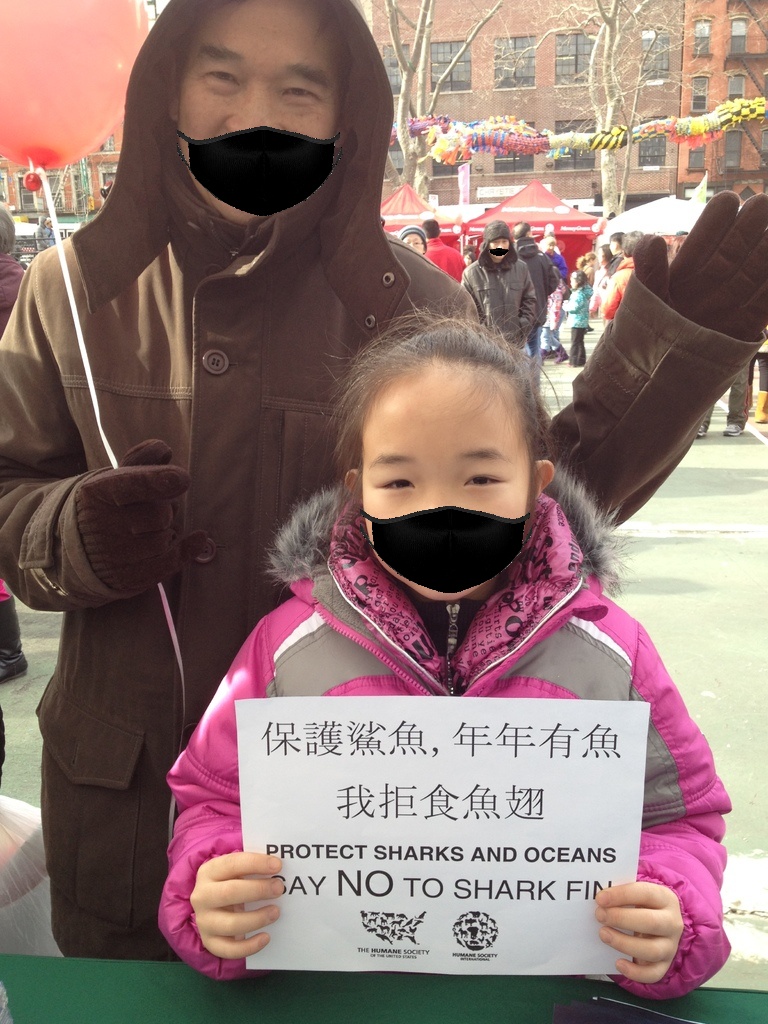 保護鯊魚, 年年有魚
我拒食魚翅
PROTECT SHARKS AND OCEANS
SAY NO TO SHARK FIN
THE HUMANE SOCIETY
OF THE UNITED STATES
HUMANE SOCIETY
INTERNATIONAL